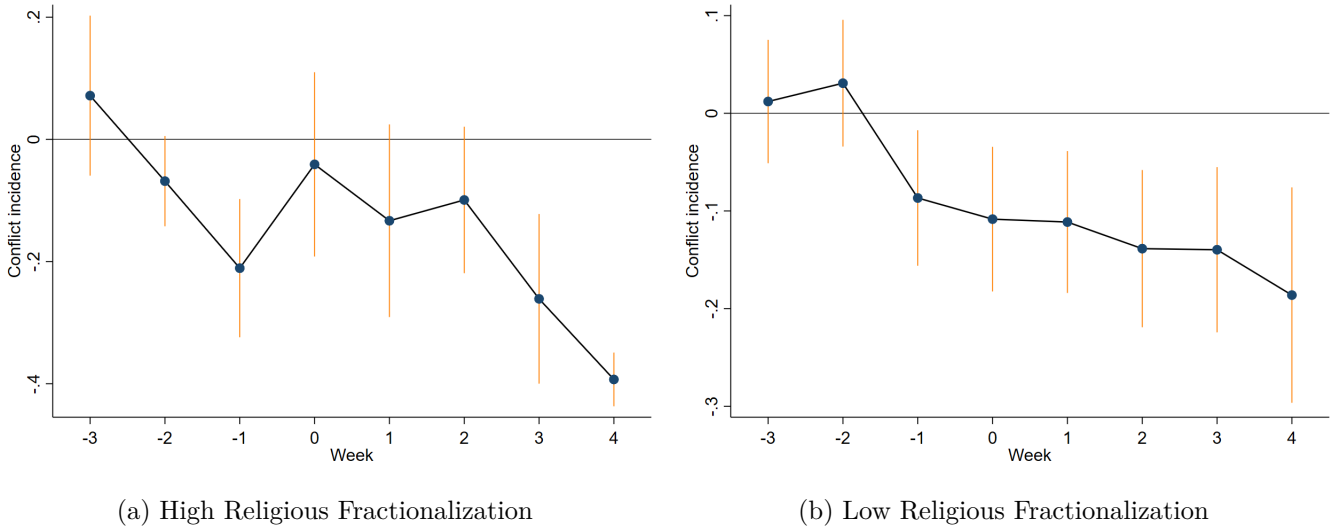 .2
0
-.2
-.4
Conflict incidence
-3 -2 -1 0 1 2 3 4
Week
(a) High Religious Fractionalization
.1
0
-.1
-.2
-.3
Conflict incidence
-3 -2 -1 0 1 2 3 4
Week
(b) Low Religious Fractionalization